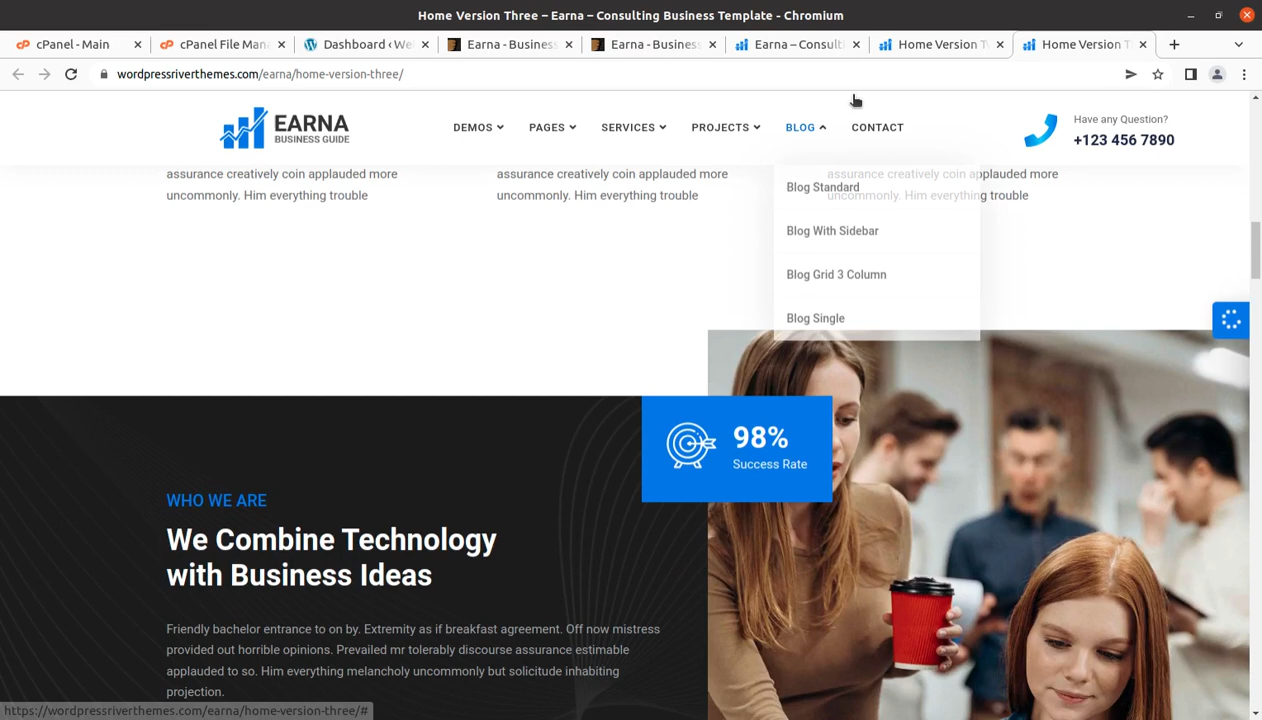 Home Version Three – Earna – Consulting Business Template - Chromium
cPanel - Main
cPanel File Man
Dashboard ‹ We
Earna - Business
Earna - Business
Earna – Consult
Home Version T
Home Version T
wordpressriverthemes.com/earna/home-version-three/
EARNA
BUSINESS GUIDE
DEMOS
PAGES
SERVICES
PROJECTS
BLOG
CONTACT
Have any Question?
+123 456 7890
assurance creatively coin applauded more
uncommonly. Him everything trouble
assurance creatively coin applauded more
uncommonly. Him everything trouble
assurance creatively coin applauded more
uncommonly. Him everything trouble
Blog Standard
Blog With Sidebar
Blog Grid 3 Column
Blog Single
98%
Success Rate
WHO WE ARE
We Combine Technology
with Business Ideas
Friendly bachelor entrance to on by. Extremity as if breakfast agreement. Off now mistress
provided out horrible opinions. Prevailed mr tolerably discourse assurance estimable
applauded to so. Him everything melancholy uncommonly but solicitude inhabiting
projection.
https://wordpressriverthemes.com/earna/home-version-three/#